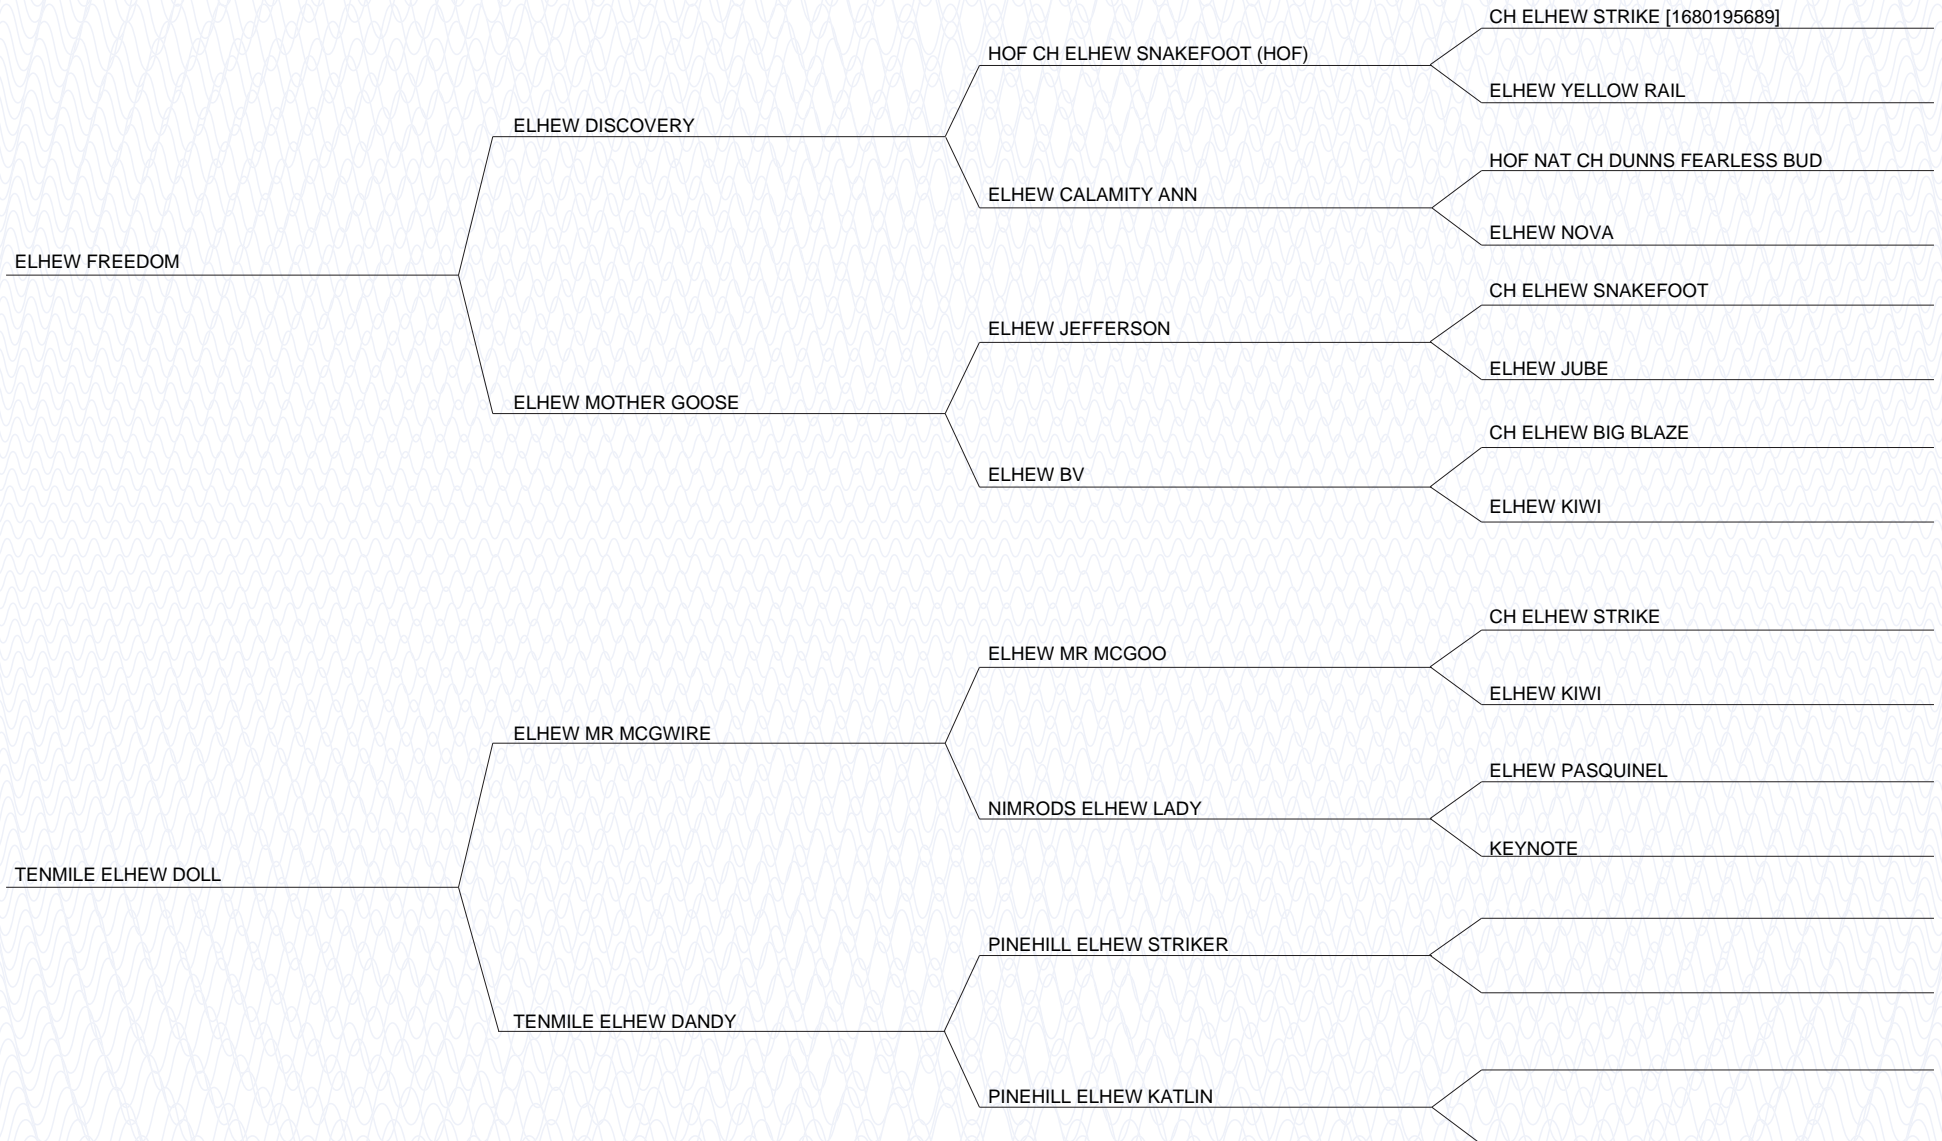 CH ELHEW STRIKE [1680195689]
HOF CH ELHEW SNAKEFOOT (HOF)
ELHEW YELLOW RAIL
ELHEW DISCOVERY
HOF NAT CH DUNNS FEARLESS BUD
ELHEW CALAMITY ANN
ELHEW NOVA
ELHEW FREEDOM
CH ELHEW SNAKEFOOT
ELHEW JEFFERSON
ELHEW JUBE
ELHEW MOTHER GOOSE
CH ELHEW BIG BLAZE
ELHEW BV
ELHEW KIWI
CH ELHEW STRIKE
ELHEW MR MCGOO
ELHEW KIWI
ELHEW MR MCGWIRE
ELHEW PASQUINEL
NIMRODS ELHEW LADY
KEYNOTE
TENMILE ELHEW DOLL
PINEHILL ELHEW STRIKER
TENMILE ELHEW DANDY
PINEHILL ELHEW KATLIN